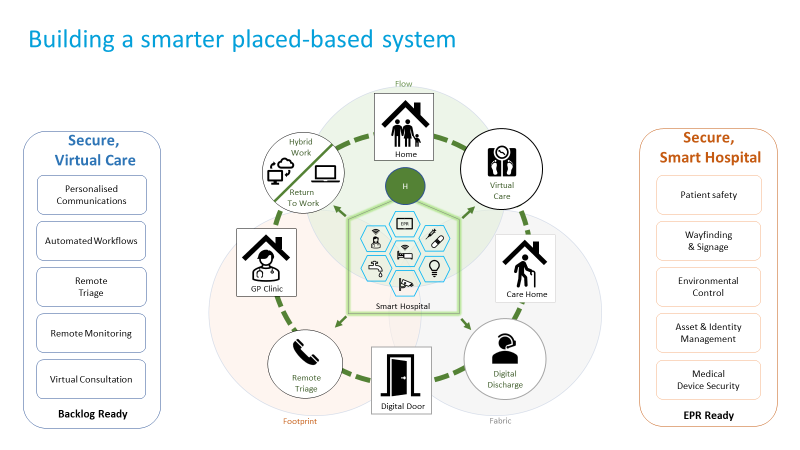 Building a smarter placed-based system
Secure,
Virtual Care
Personalised
Communications
Automated Workflows
Remote
Triage
Remote Monitoring
Virtual Consultation
Backlog Ready
Flow
Home
Hybrid
Work
Return
To Work
Virtual
Care
H
EPR
GP Clinic
Care Home
Smart Hospital
Remote
Triage
Digital Door
Digital
Discharge
Footprint
Fabric
Secure,
Smart Hospital
Patient safety
Wayfinding
& Signage
Environmental
Control
Asset & Identity
Management
Medical
Device Security
EPR Ready